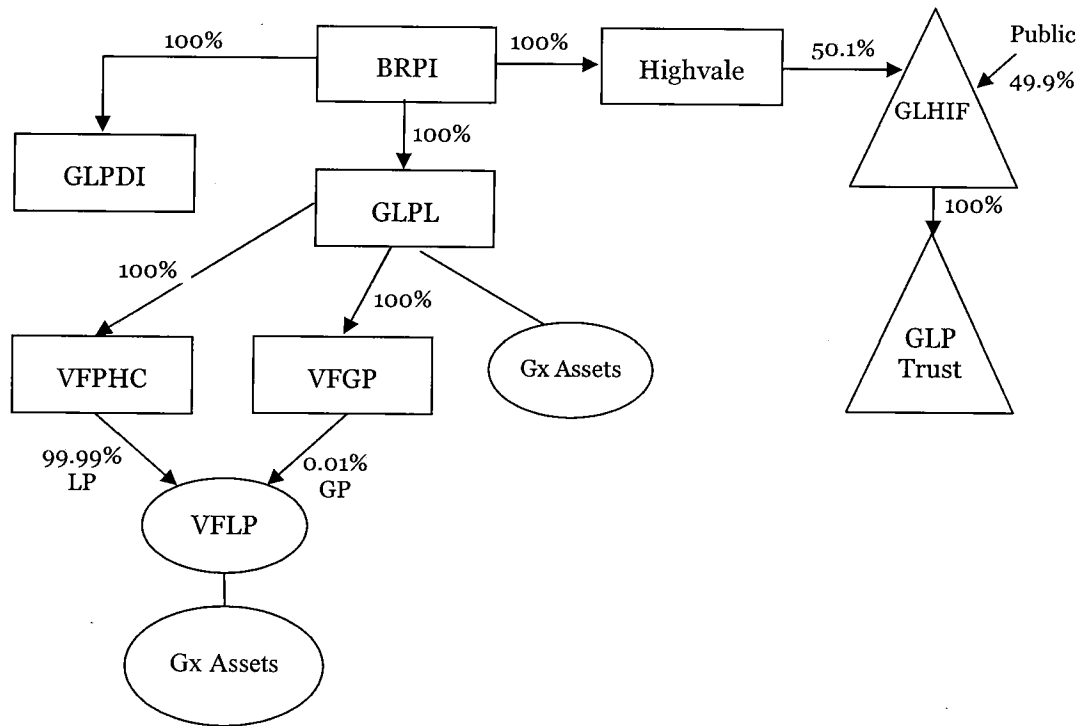 100%
BRPI
100%
Highvale
50.1%
Public
49.9%
GLHIF
GLPDI
100%
GLPL
100%
100%
100%
GLP
Trust
VFPHC
VFGP
Gx Assets
99.99%
LP
0.01%
GP
VFLP
Gx Assets